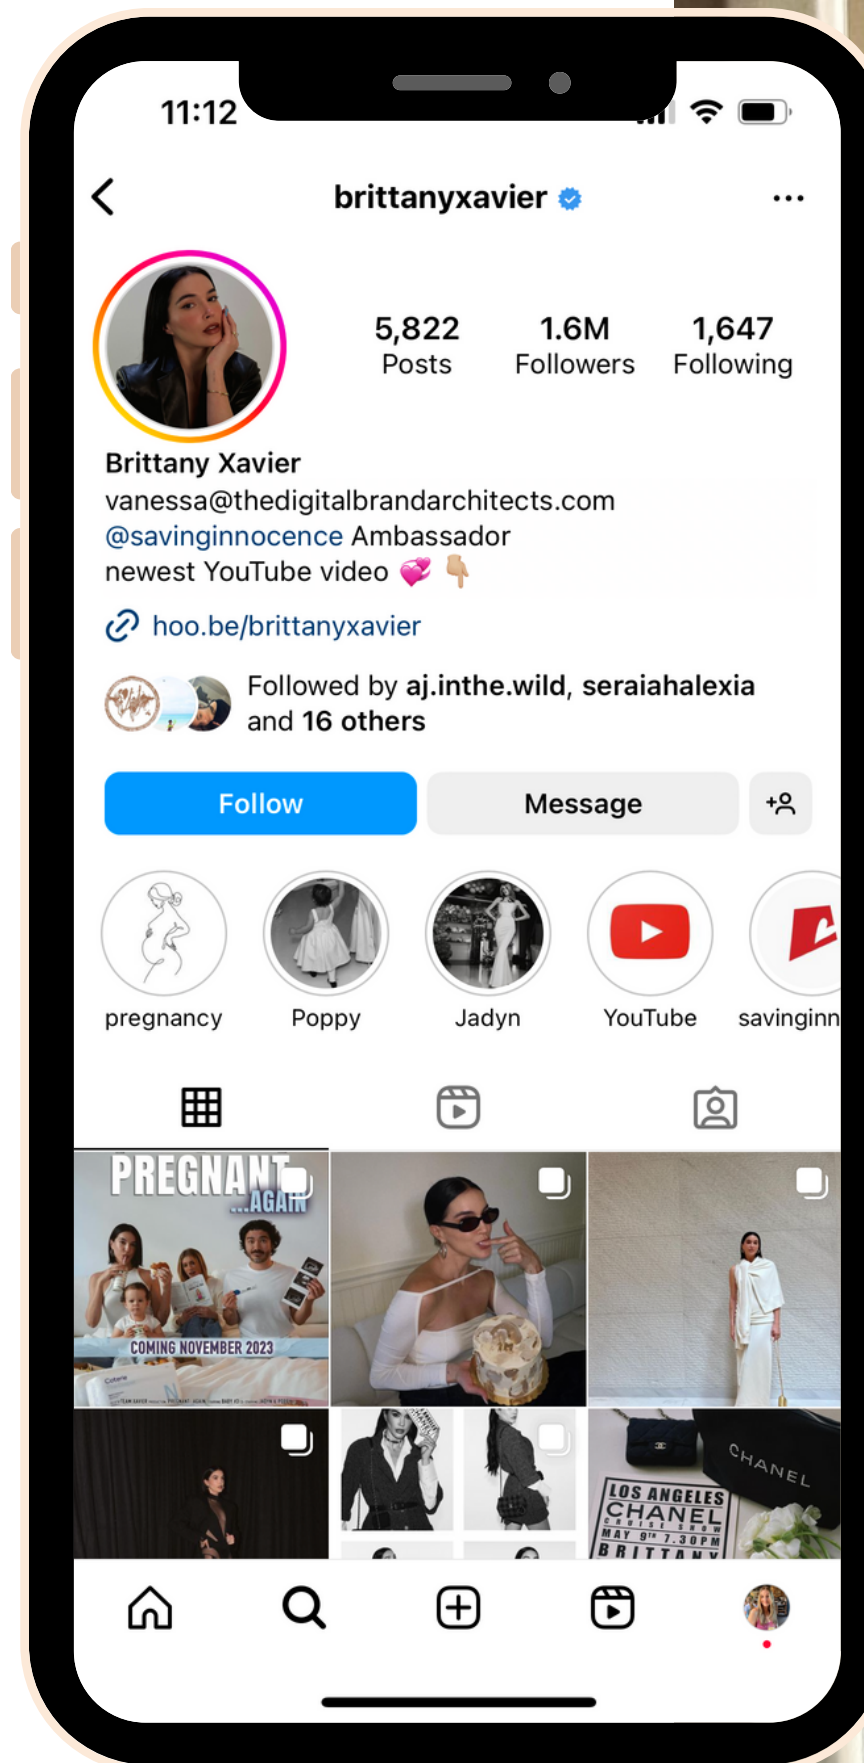 11:12
brittanyxavier
5,822
Posts
1.6M
Followers
1,647
Following
Brittany Xavier
vanessa@thedigitalbrandarchitects.com
@savinginnocence Ambassador
newest YouTube video 💞 👇🏼
hoo.be/brittanyxavier
Followed by aj.inthe.wild, seraiahalexia
and 16 others
Follow
Message
pregnancy
Poppy
Jadyn
YouTube
savinginn
PREGNANT
...AGAIN
COMING NOVEMBER 2023
CHANEL
LOS ANGELES
CHANEL
CRUISE SHOW
MAY 9TH 7.30PM
BRITTANY